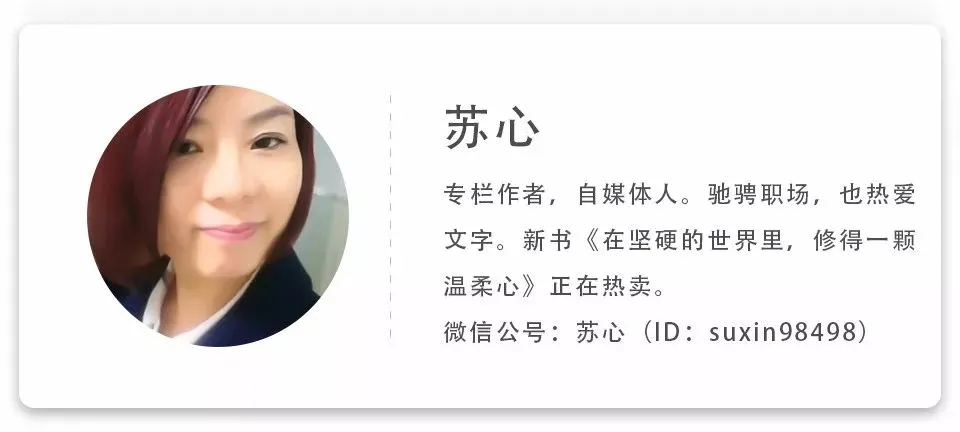 苏心
专栏作者，自媒体人。驰骋职场，也热爱
文字。新书《在坚硬的世界里，修得一颗
温柔心》正在热卖。
微信公号：苏心（ID：suxin98498）